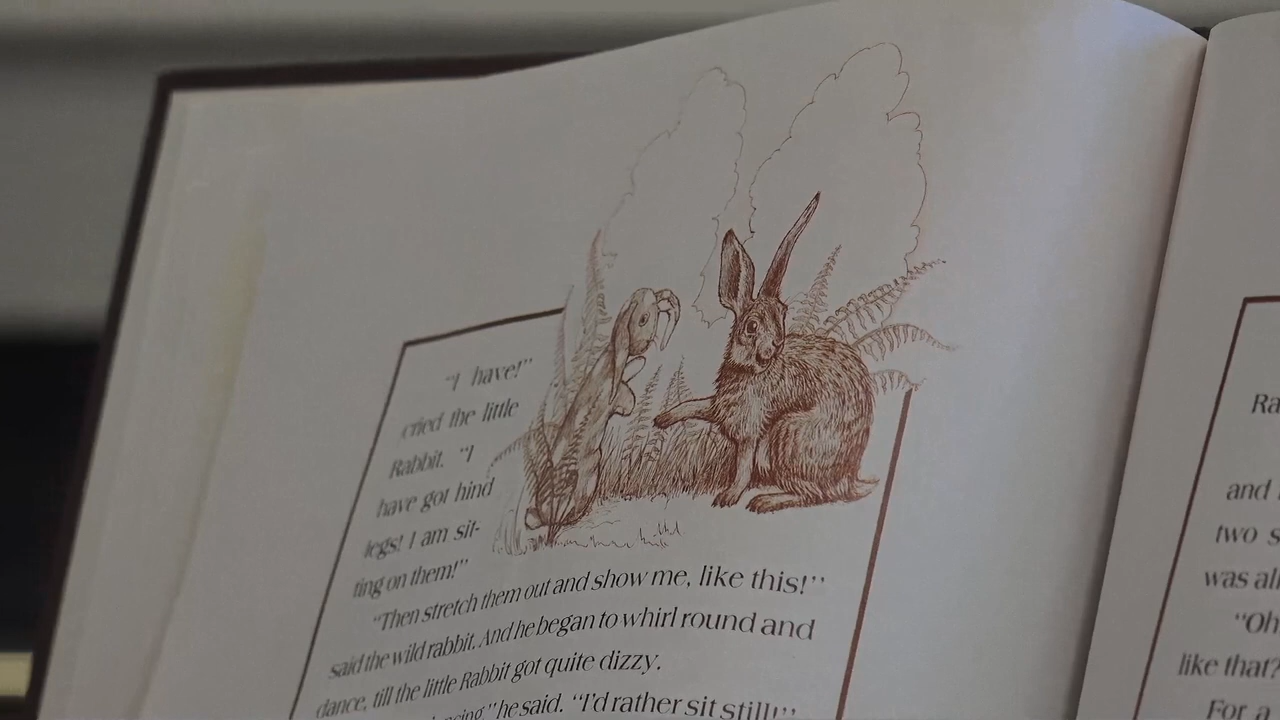 "I have!"
cried the little
Rabbit. "I
have got hind
legs! I am sit-
ting on them!"
"Then stretch them out and show me, like this!"
said the wild rabbit. And he began to whirl round and
dance, till the little Rabbit got quite dizzy.
he said. "I'd rather sit still!"
and
two
was
"Oh
like that?
For a